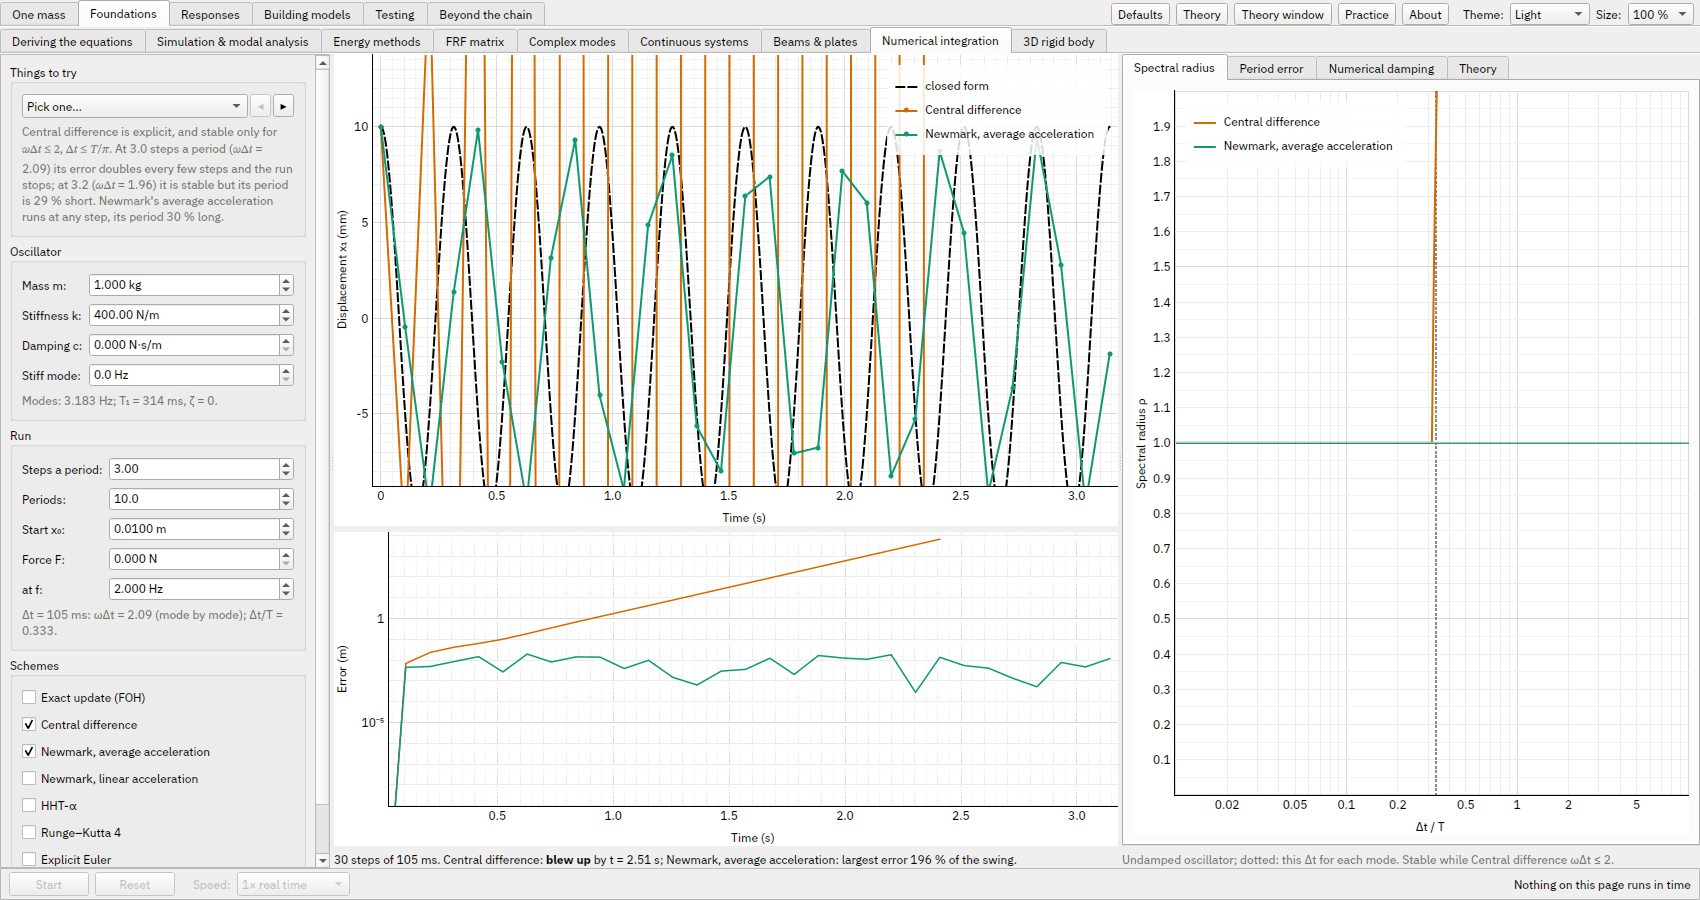 One mass
Foundations
Responses
Building models
Testing
Beyond the chain
Defaults
Theory
Theory window
Practice
About
Theme:
Light
Size:
100 %
Deriving the equations
Simulation & modal analysis
Energy methods
FRF matrix
Complex modes
Continuous systems
Beams & plates
Numerical integration
3D rigid body
Things to try
Pick one...
Central difference is explicit, and stable only for
ωΔt ≤ 2, Δt ≤ T/π. At 3.0 steps a period (ωΔt =
2.09) its error doubles every few steps and the run
stops; at 3.2 (ωΔt = 1.96) it is stable but its period
is 29 % short. Newmark's average acceleration
runs at any step, its period 30 % long.
Oscillator
Mass m:
1.000 kg
Stiffness k:
400.00 N/m
Damping c:
0.000 N·s/m
Stiff mode:
0.0 Hz
Modes: 3.183 Hz; T₁ = 314 ms, ζ = 0.
Run
Steps a period:
3.00
Periods:
10.0
Start x₀:
0.0100 m
Force F:
0.000 N
at f:
2.000 Hz
Δt = 105 ms: ωΔt = 2.09 (mode by mode); Δt/T =
0.333.
Schemes
Exact update (FOH)
Central difference
Newmark, average acceleration
Newmark, linear acceleration
HHT-α
Runge–Kutta 4
Explicit Euler
Displacement x₁ (mm)
10
5
0
-5
0
0.5
1.0
1.5
2.0
2.5
3.0
Time (s)
closed form
Central difference
Newmark, average acceleration
Error (m)
1
10⁻⁵
0.5
1.0
1.5
2.0
2.5
3.0
Time (s)
30 steps of 105 ms. Central difference: blew up by t = 2.51 s; Newmark, average acceleration: largest error 196 % of the swing.
Spectral radius
Period error
Numerical damping
Theory
Central difference
Newmark, average acceleration
Spectral radius ρ
1.9
1.8
1.7
1.6
1.5
1.4
1.3
1.2
1.1
1.0
0.9
0.8
0.7
0.6
0.5
0.4
0.3
0.2
0.1
0.02
0.05
0.1
0.2
0.5
1
2
5
Δt / T
Undamped oscillator; dotted: this Δt for each mode. Stable while Central difference ωΔt ≤ 2.
Start
Reset
Speed:
1× real time
Nothing on this page runs in time